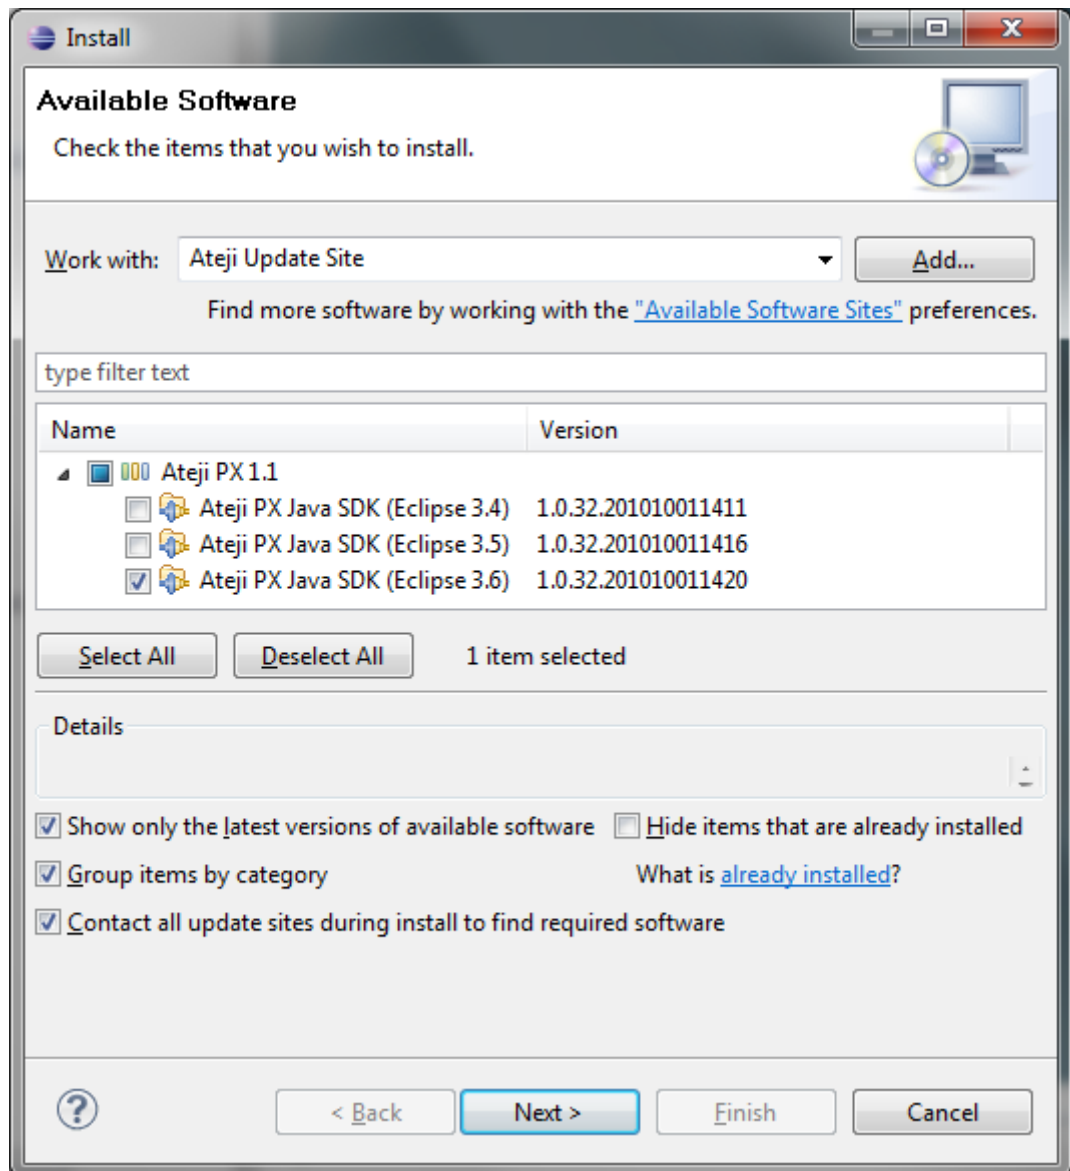 Install
Available Software
Check the items that you wish to install.
Work with: Ateji Update Site Add...
Find more software by working with the "Available Software Sites" preferences.
type filter text
Name Version
Ateji PX 1.1
Ateji PX Java SDK (Eclipse 3.4) 1.0.32.201010011411
Ateji PX Java SDK (Eclipse 3.5) 1.0.32.201010011416
Ateji PX Java SDK (Eclipse 3.6) 1.0.32.201010011420
Select All Deselect All 1 item selected
Details
Show only the latest versions of available software Hide items that are already installed
Group items by category What is already installed?
Contact all update sites during install to find required software
? < Back Next > Finish Cancel